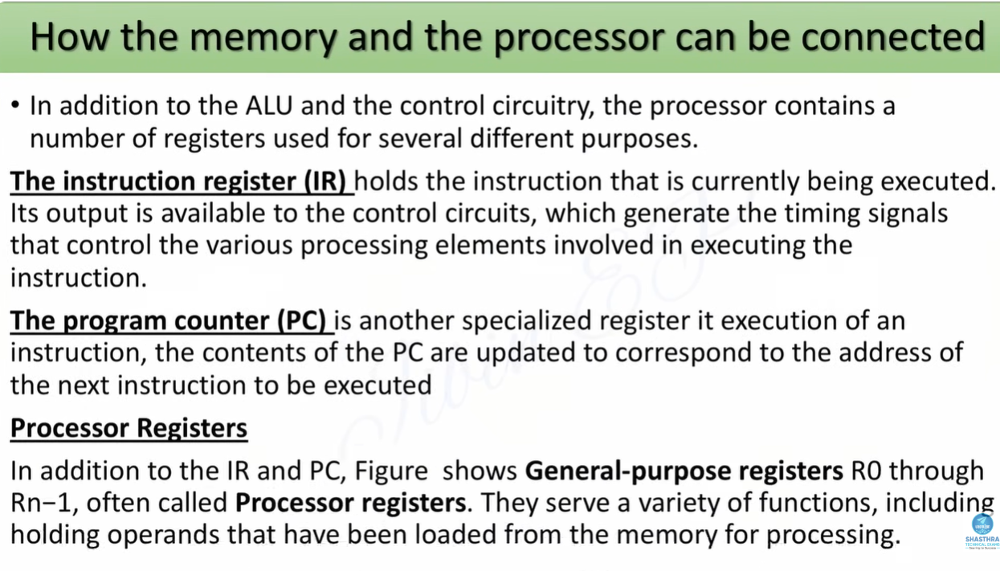 How the memory and the processor can be connected
• In addition to the ALU and the control circuitry, the processor contains a
number of registers used for several different purposes.
The instruction register (IR) holds the instruction that is currently being executed.
Its output is available to the control circuits, which generate the timing signals
that control the various processing elements involved in executing the
instruction.
The program counter (PC) is another specialized register it execution of an
instruction, the contents of the PC are updated to correspond to the address of
the next instruction to be executed
Processor Registers
In addition to the IR and PC, Figure shows General-purpose registers R0 through
Rn−1, often called Processor registers. They serve a variety of functions, including
holding operands that have been loaded from the memory for processing.
SHASTHRA
TECHNICAL EXAMS